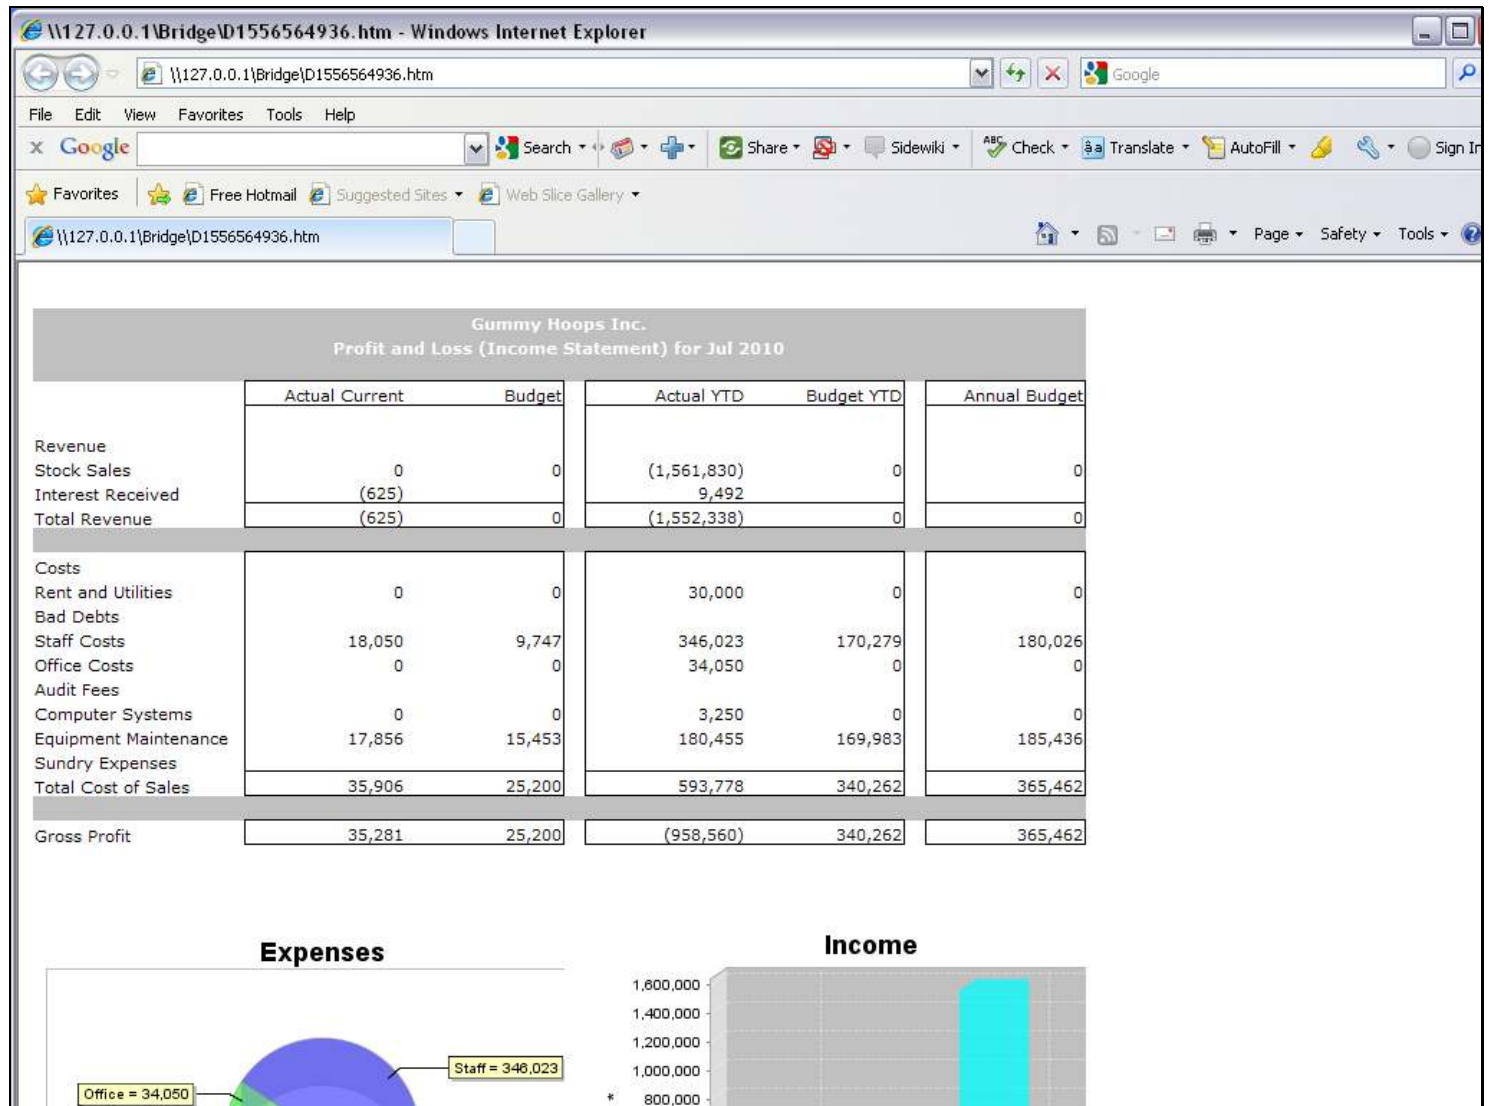 \\127.0.0.1\Bridge\D1556564936.htm - Windows Internet Explorer
\\127.0.0.1\Bridge\D1556564936.htm Google
File Edit View Favorites Tools Help
x Google Search Share Sidewiki ABC Check åa Translate AutoFill Sign In
Favorites Free Hotmail Suggested Sites Web Slice Gallery
\\127.0.0.1\Bridge\D1556564936.htm Page Safety Tools
Gummy Hoops Inc.
Profit and Loss (Income Statement) for Jul 2010
Actual Current Budget Actual YTD Budget YTD Annual Budget
Revenue
Stock Sales 0 0 (1,561,830) 0 0
Interest Received (625) 9,492
Total Revenue (625) 0 (1,552,338) 0 0
Costs
Rent and Utilities 0 0 30,000 0 0
Bad Debts
Staff Costs 18,050 9,747 346,023 170,279 180,026
Office Costs 0 0 34,050 0 0
Audit Fees
Computer Systems 0 0 3,250 0 0
Equipment Maintenance 17,856 15,453 180,455 169,983 185,436
Sundry Expenses
Total Cost of Sales 35,906 25,200 593,778 340,262 365,462
Gross Profit 35,281 25,200 (958,560) 340,262 365,462
Expenses
Staff = 346,023
Office = 34,050
Income
1,600,000
1,400,000
1,200,000
1,000,000
800,000